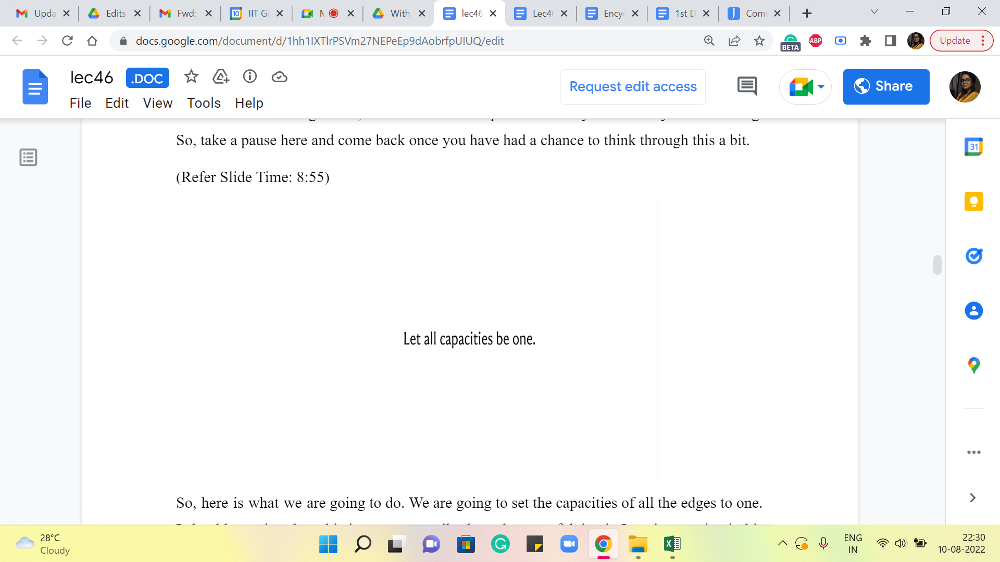 Upda
Edits
Fwd:
10
IIT Ga
With
lec46
Lec4
Ency
1st D
Com
docs.google.com/document/d/1hh1IXTlrPSVm27NEPeEp9dAobrfpUIUQ/edit
BETA
ABP
Update
lec46
.DOC
Request edit access
Share
File Edit View Tools Help
So, take a pause here and come back once you have had a chance to think through this a bit.
31
(Refer Slide Time: 8:55)
Let all capacities be one.
So, here is what we are going to do. We are going to set the capacities of all the edges to one.
28°C
Cloudy
ENG
IN
22:30
10-08-2022